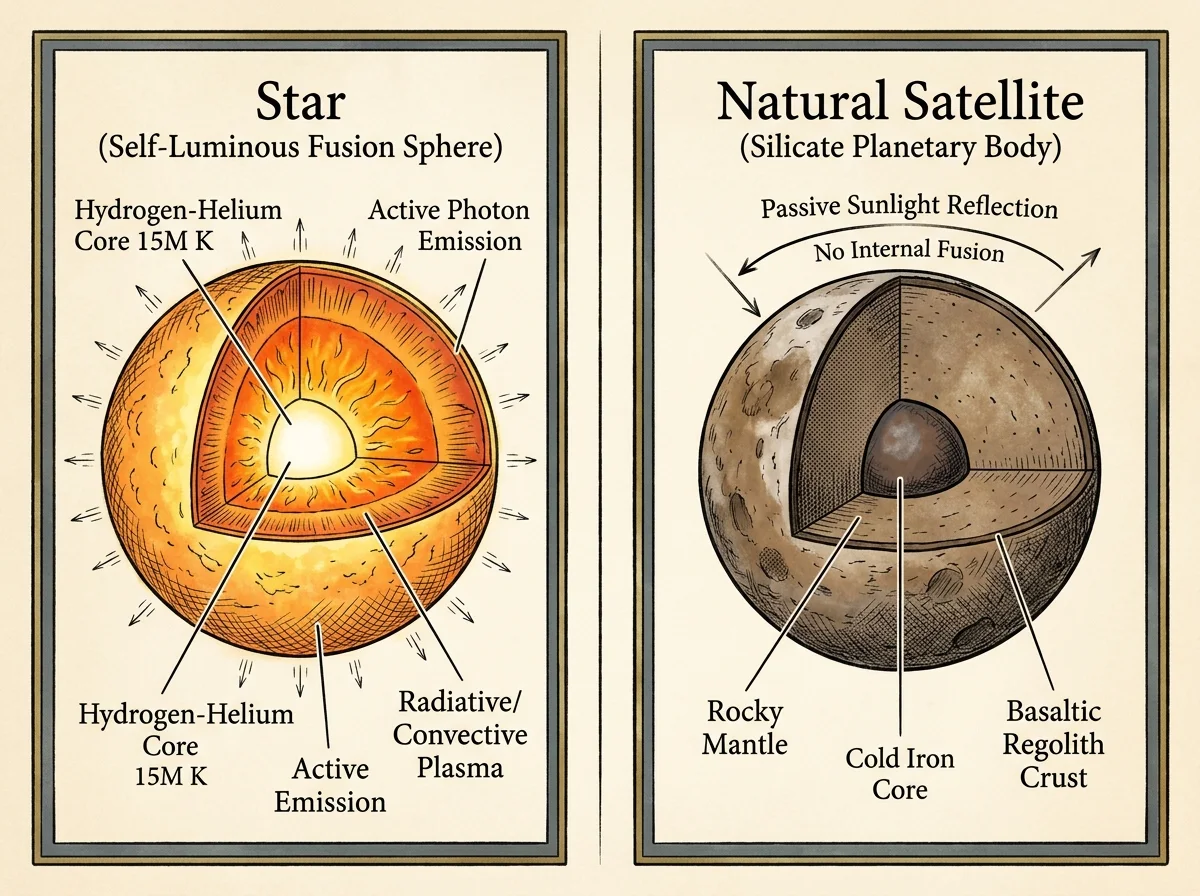 Star
(Self-Luminous Fusion Sphere)
Hydrogen-Helium
Core 15M K
Active Photon
Emission
Hydrogen-Helium
Core
15M K
Active
Emission
Radiative/
Convective
Plasma
Natural Satellite
(Silicate Planetary Body)
Passive Sunlight Reflection
No Internal Fusion
Rocky
Mantle
Cold Iron
Core
Basaltic
Regolith
Crust